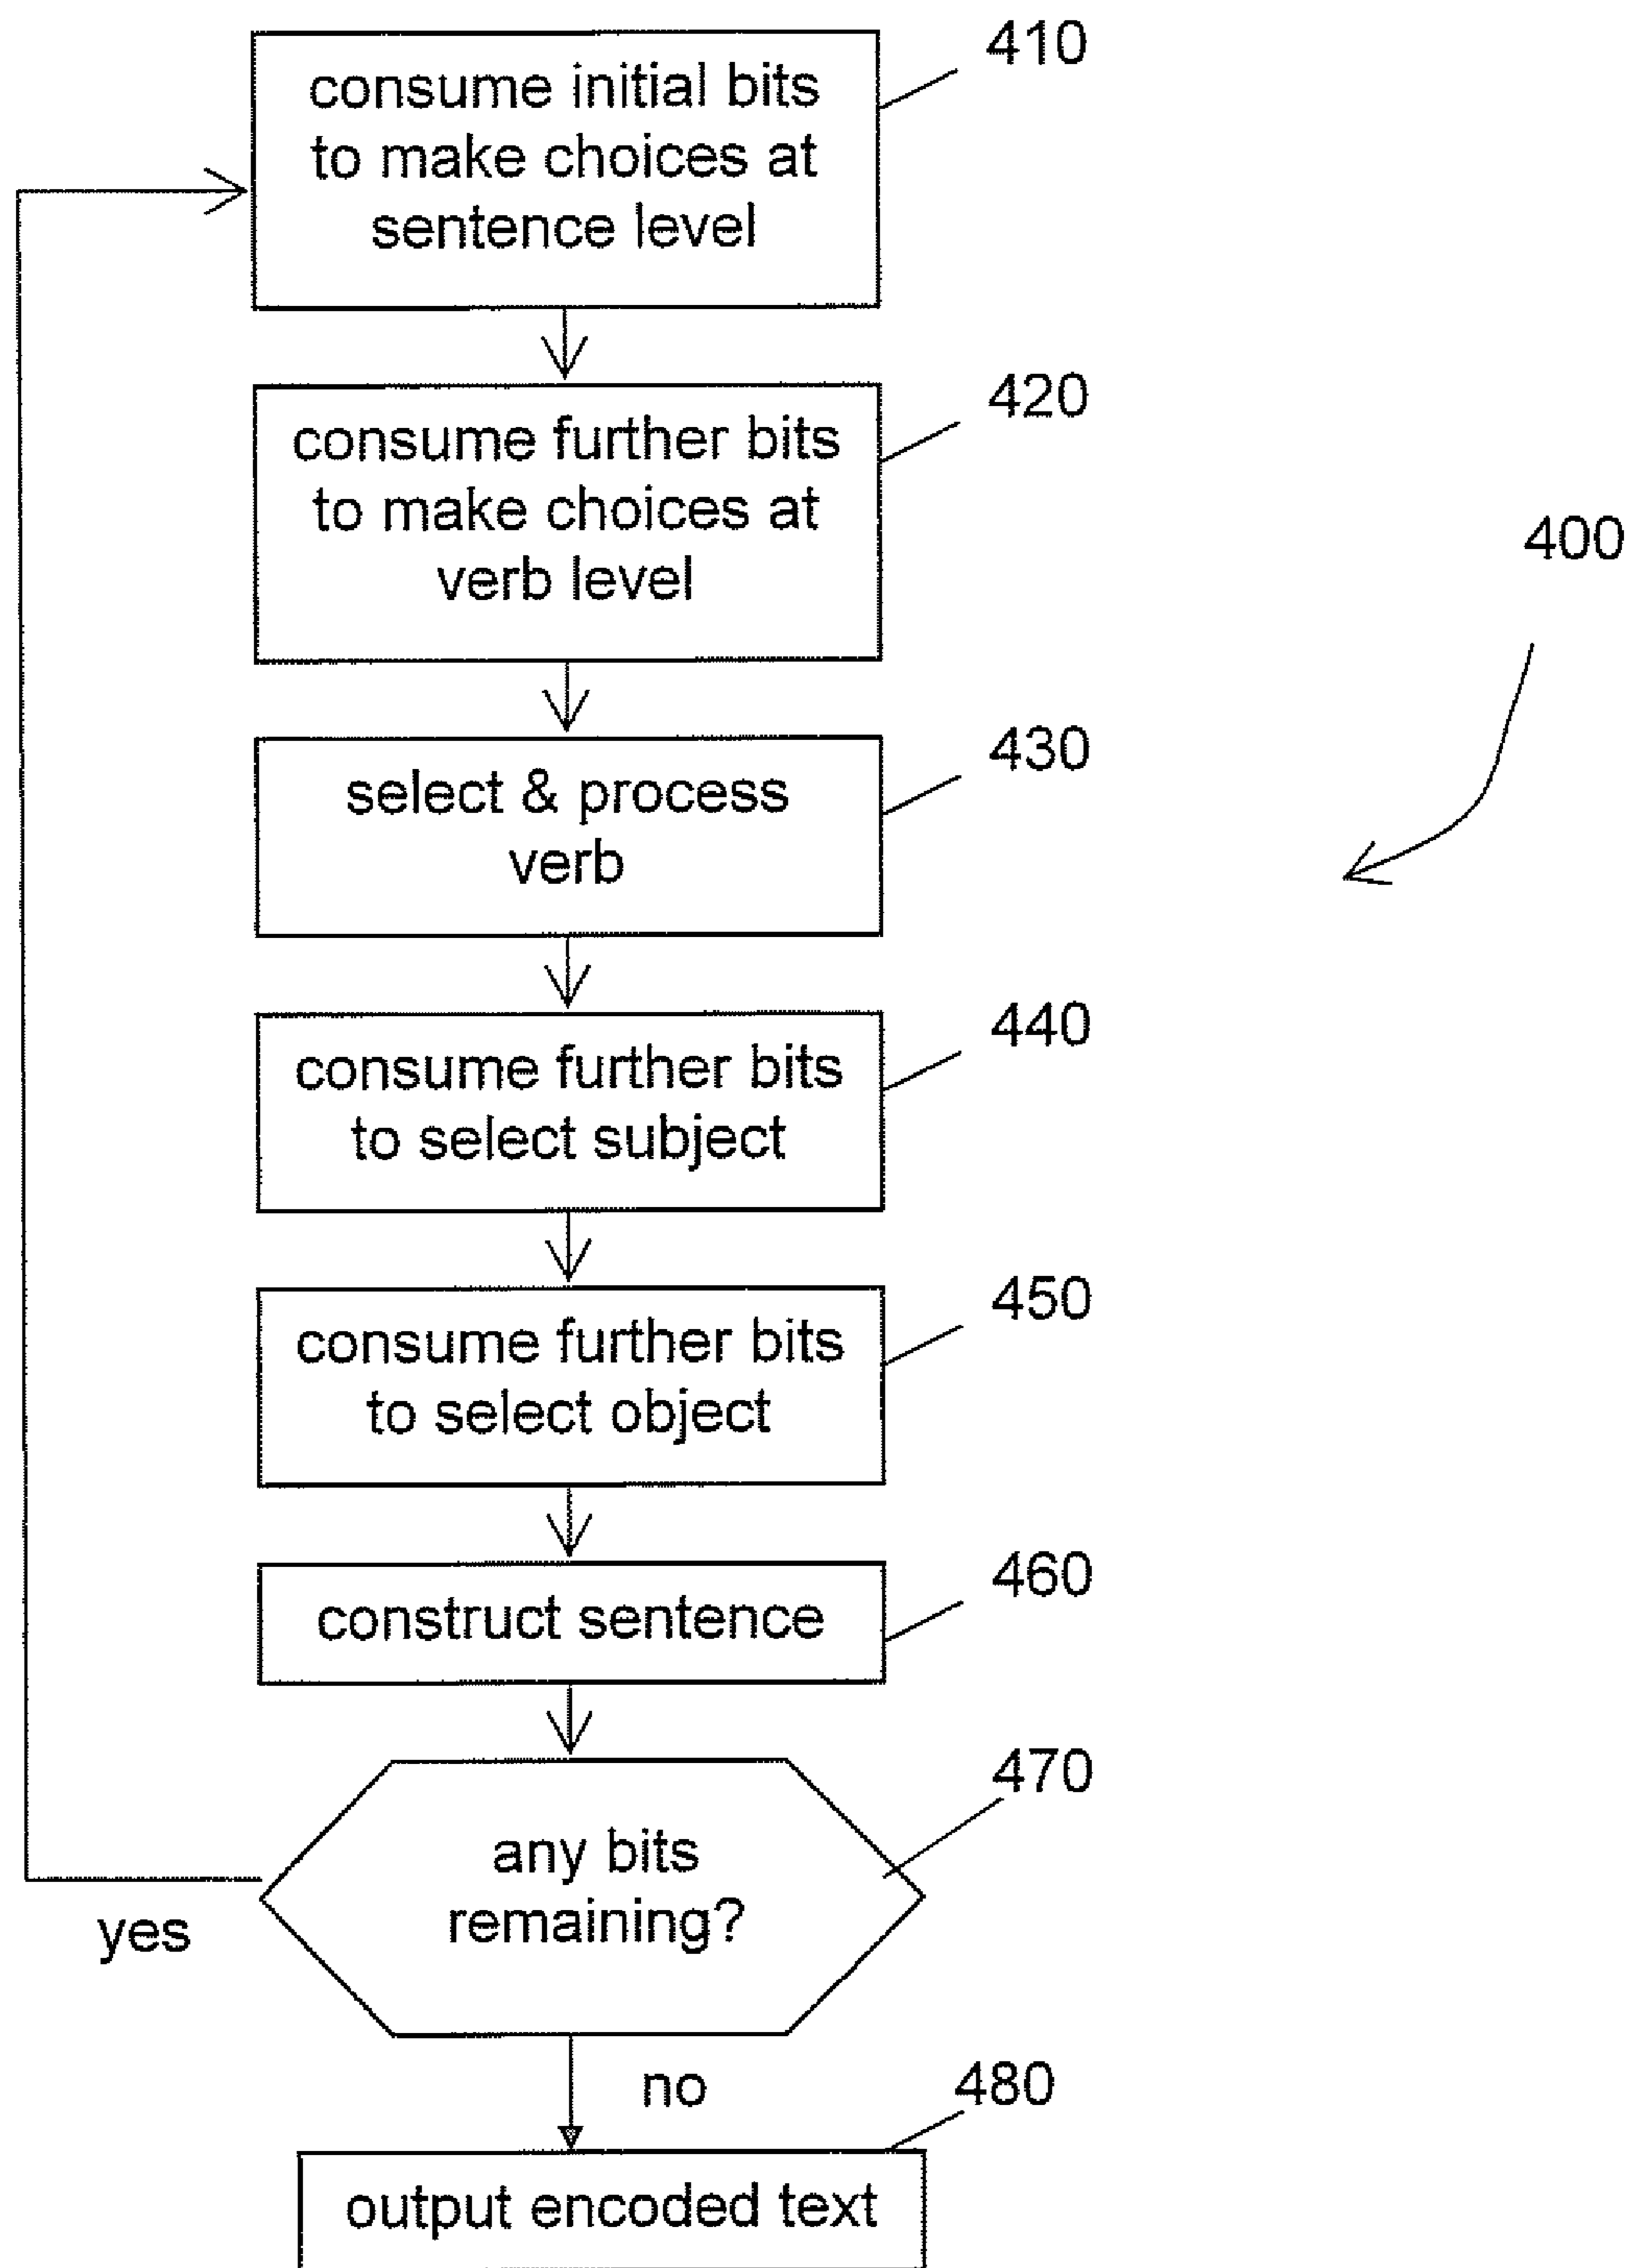 410
consume initial bits
to make choices at
sentence level
420
consume further bits
to make choices at
verb level
400
430
select & process
verb
440
consume further bits
to select subject
450
consume further bits
to select object
460
construct sentence
470
any bits
remaining?
yes
no
480
output encoded text